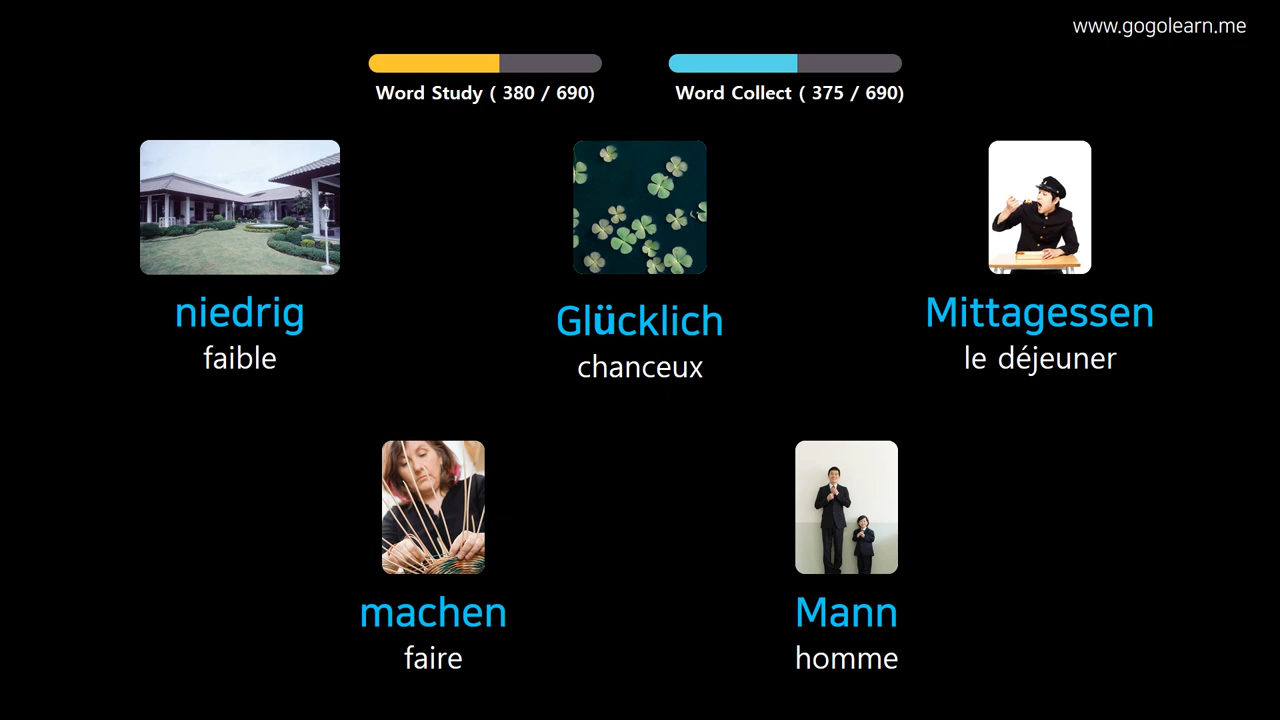 www.gogolearn.me
Word Study ( 380 / 690)
Word Collect ( 375 / 690)
niedrig
faible
Glücklich
chanceux
Mittagessen
le déjeuner
machen
faire
Mann
homme